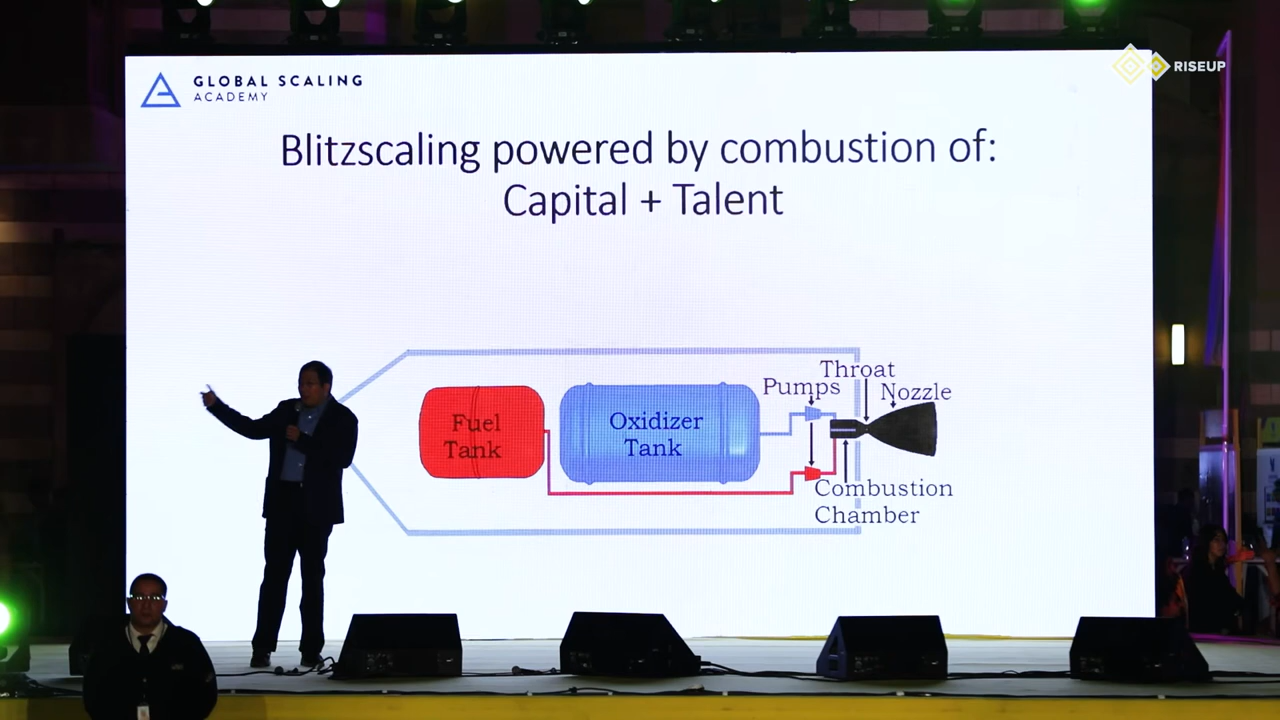 GLOBAL SCALING
ACADEMY
RISEUP
Blitzscaling powered by combustion of:
Capital + Talent
Throat
Pumps
Nozzle
Fuel
Tank
Oxidizer
Tank
Combustion
Chamber